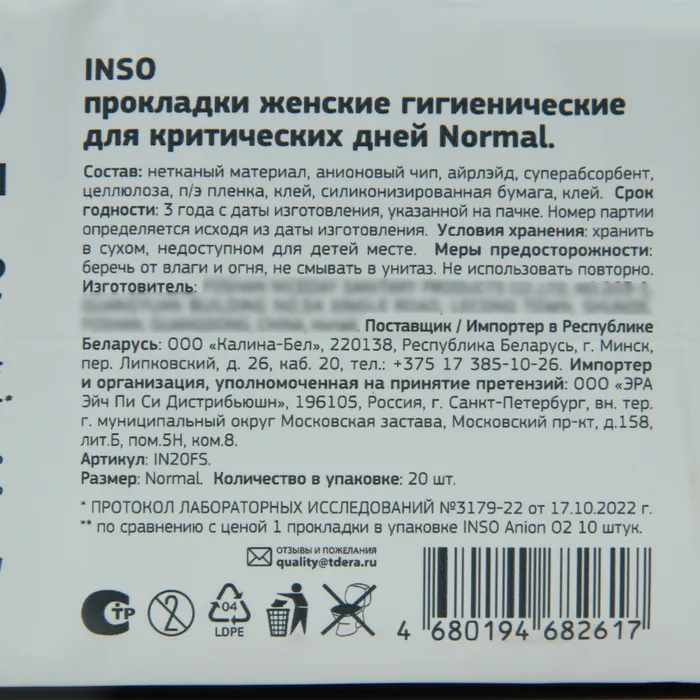 INSO
прокладки женские гигиенические
для критических дней Normal.
Состав: нетканый материал, анионовый чип, айрлэйд, суперабсорбент,
целлюлоза, п/э пленка, клей, силиконизированная бумага, клей. Срок
годности: 3 года с даты изготовления, указанной на пачке. Номер партии
определяется исходя из даты изготовления. Условия хранения: хранить
в сухом, недоступном для детей месте. Меры предосторожности:
беречь от влаги и огня, не смывать в унитаз. Не использовать повторно.
Изготовитель:
Поставщик / Импортер в Республике
Беларусь: ООО «Калина-Бел», 220138, Республика Беларусь, г. Минск,
пер. Липковский, д. 26, каб. 20, тел.: +375 17 385-10-26. Импортер
и организация, уполномоченная на принятие претензий: ООО «ЭРА
Эйч Пи Си Дистрибьюшн», 196105, Россия, г. Санкт-Петербург, вн. тер.
г. муниципальный округ Московская застава, Московский пр-кт, д.158,
лит.Б, пом.5Н, ком.8.
Артикул: IN20FS.
Размер: Normal. Количество в упаковке: 20 шт.
* ПРОТОКОЛ ЛАБОРАТОРНЫХ ИССЛЕДОВАНИЙ №3179-22 от 17.10.2022 г.
** по сравнению с ценой 1 прокладки в упаковке INSO Anion O2 10 штук.
ОТЗЫВЫ И ПОЖЕЛАНИЯ
quality@tdera.ru
СТР
2
04
LDPE
4 680194 682617